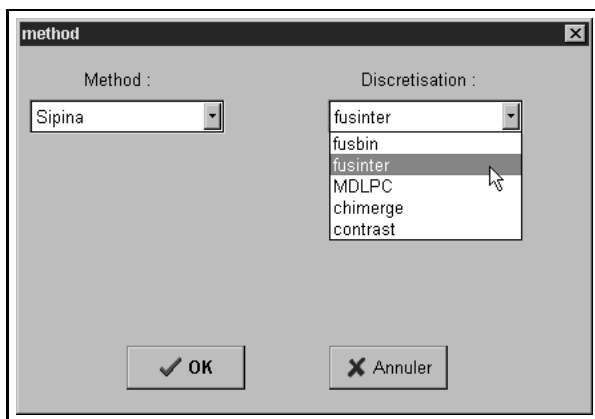 method
Method :
Discretisation :
Sipina
fusinter
fusbin
fusinter
MDLPC
chimerge
contrast
OK
Annuler